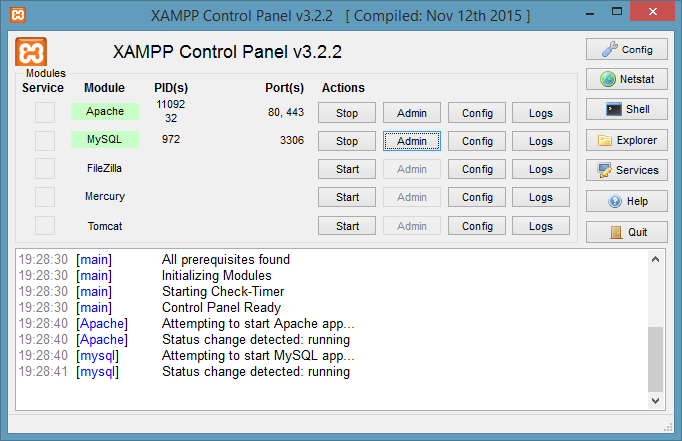 XAMPP Control Panel v3.2.2 [ Compiled: Nov 12th 2015 ]
XAMPP Control Panel v3.2.2
Config
Modules
Service Module PID(s) Port(s) Actions
Netstat
Apache 11092 32 80, 443 Stop Admin Config Logs
Shell
MySQL 972 3306 Stop Admin Config Logs
Explorer
FileZilla Start Admin Config Logs
Services
Mercury Start Admin Config Logs
Help
Tomcat Start Admin Config Logs
Quit
19:28:30 [main] All prerequisites found
19:28:30 [main] Initializing Modules
19:28:30 [main] Starting Check-Timer
19:28:30 [main] Control Panel Ready
19:28:40 [Apache] Attempting to start Apache app...
19:28:40 [Apache] Status change detected: running
19:28:40 [mysql] Attempting to start MySQL app...
19:28:41 [mysql] Status change detected: running